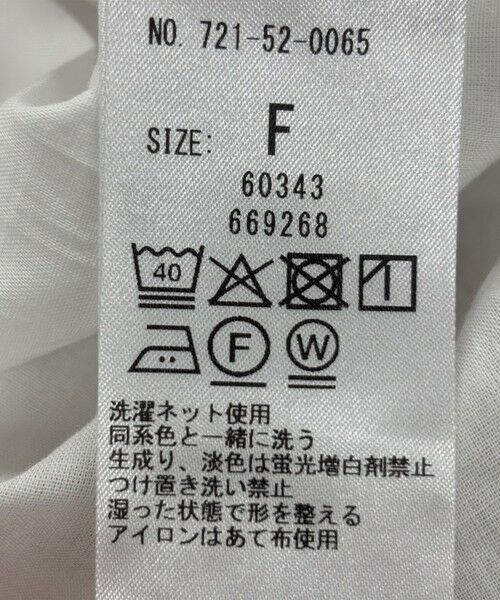 NO. 721-52-0065
SIZE: F
60343
669268
40
F W
洗濯ネット使用
同系色と一緒に洗う
生成り、淡色は蛍光増白剤禁止
つけ置き洗い禁止
湿った状態で形を整える
アイロンはあて布使用